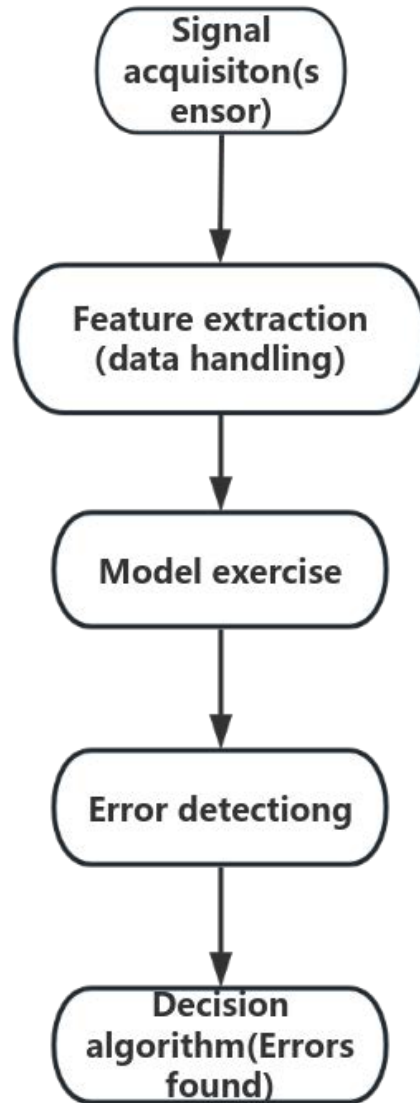 Signal
acquisiton(s
ensor)
Feature extraction
(data handling)
Model exercise
Error detectiong
Decision
algorithm(Errors
found)